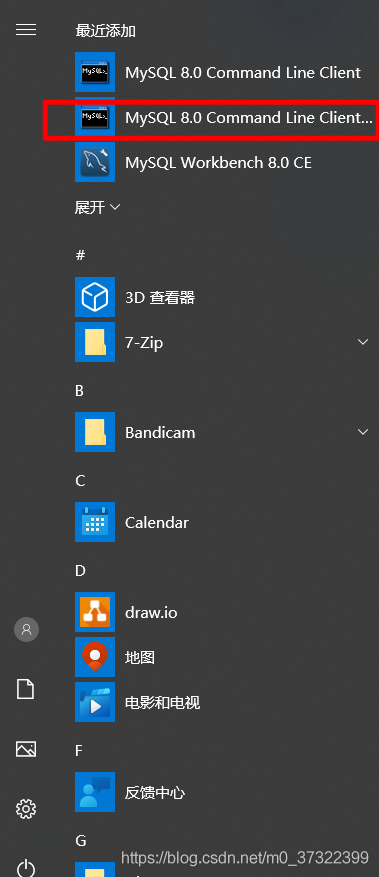 最近添加
MySQL 8.0 Command Line Client
MySQL 8.0 Command Line Client...
MySQL Workbench 8.0 CE
展开
#
3D 查看器
7-Zip
B
Bandicam
C
Calendar
D
draw.io
地图
电影和电视
F
反馈中心
G
https://blog.csdn.net/m0_37322399